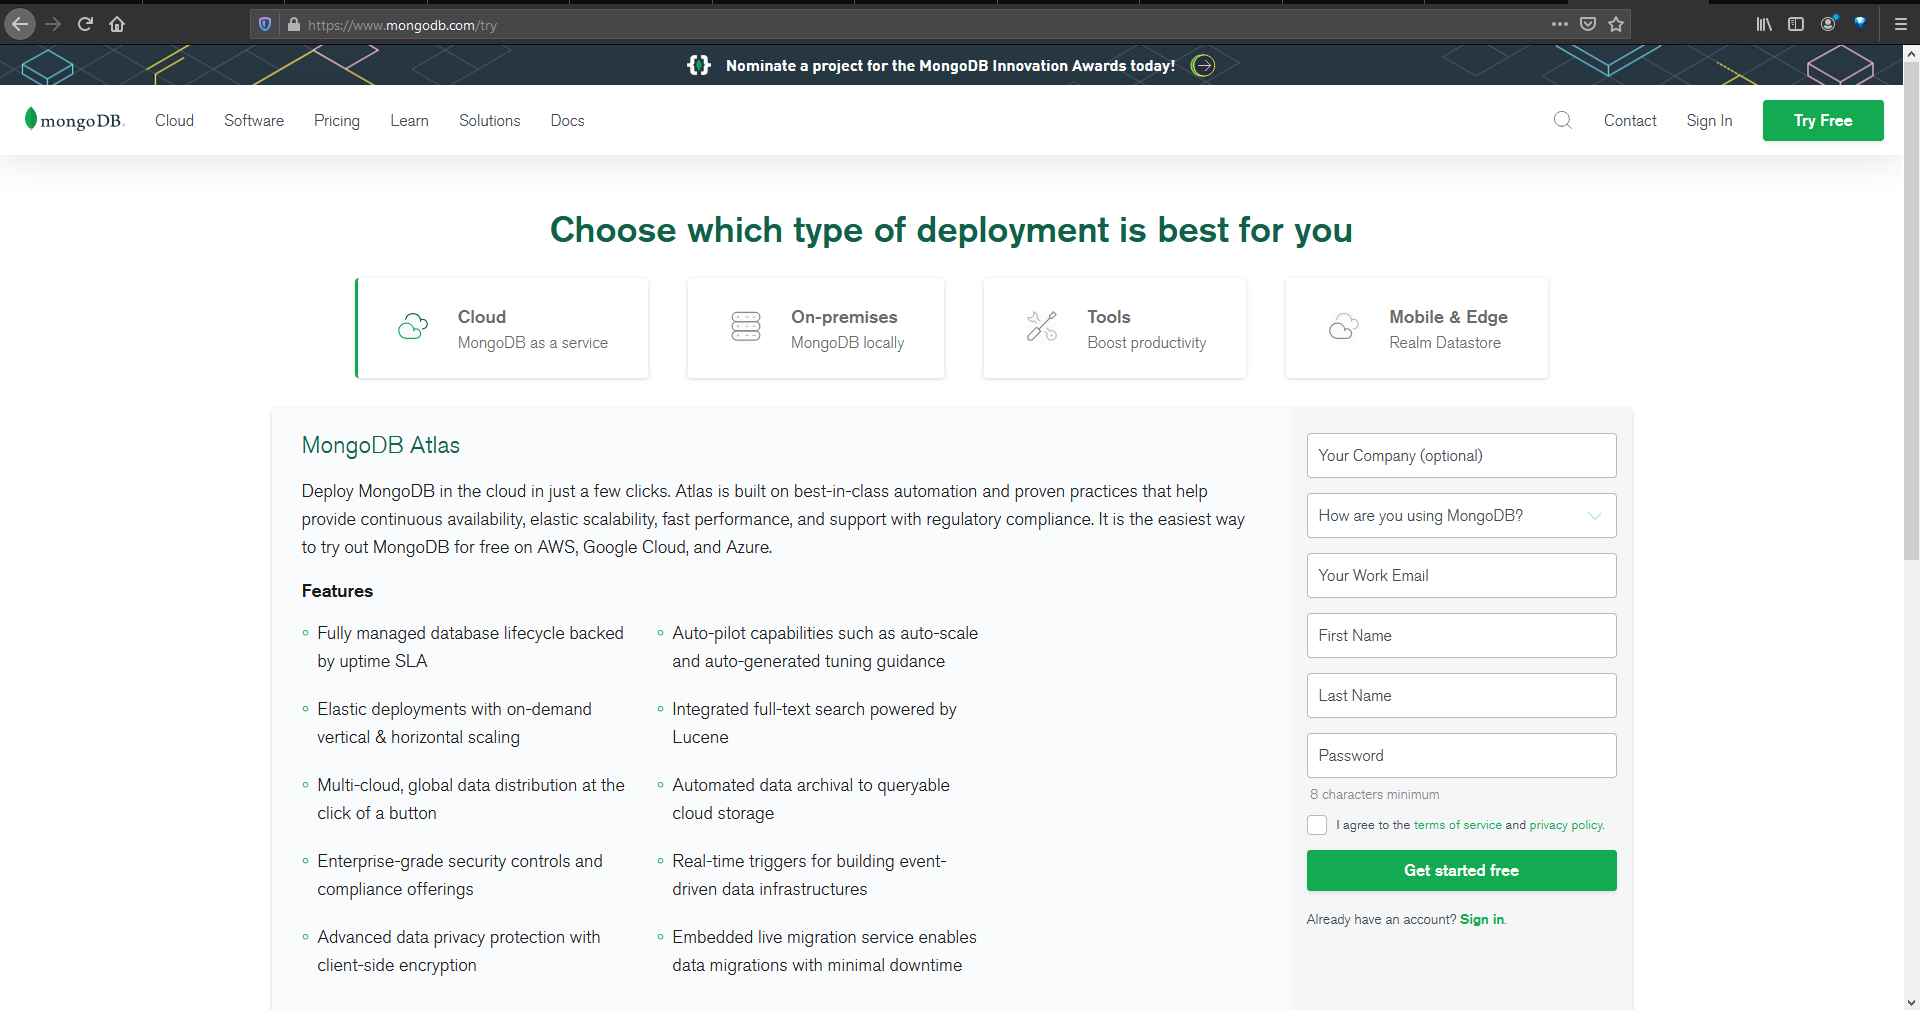 https://www.mongodb.com/try
Nominate a project for the MongoDB Innovation Awards today!
mongoDB.
Cloud
Software
Pricing
Learn
Solutions
Docs
Contact
Sign In
Try Free
Choose which type of deployment is best for you
Cloud
MongoDB as a service
On-premises
MongoDB locally
Tools
Boost productivity
Mobile & Edge
Realm Datastore
MongoDB Atlas
Deploy MongoDB in the cloud in just a few clicks. Atlas is built on best-in-class automation and proven practices that help
provide continuous availability, elastic scalability, fast performance, and support with regulatory compliance. It is the easiest way
to try out MongoDB for free on AWS, Google Cloud, and Azure.
Features
Fully managed database lifecycle backed
by uptime SLA
Elastic deployments with on-demand
vertical & horizontal scaling
Multi-cloud, global data distribution at the
click of a button
Enterprise-grade security controls and
compliance offerings
Advanced data privacy protection with
client-side encryption
Auto-pilot capabilities such as auto-scale
and auto-generated tuning guidance
Integrated full-text search powered by
Lucene
Automated data archival to queryable
cloud storage
Real-time triggers for building event-
driven data infrastructures
Embedded live migration service enables
data migrations with minimal downtime
Your Company (optional)
How are you using MongoDB?
Your Work Email
First Name
Last Name
Password
8 characters minimum
I agree to the terms of service and privacy policy.
Get started free
Already have an account? Sign in.